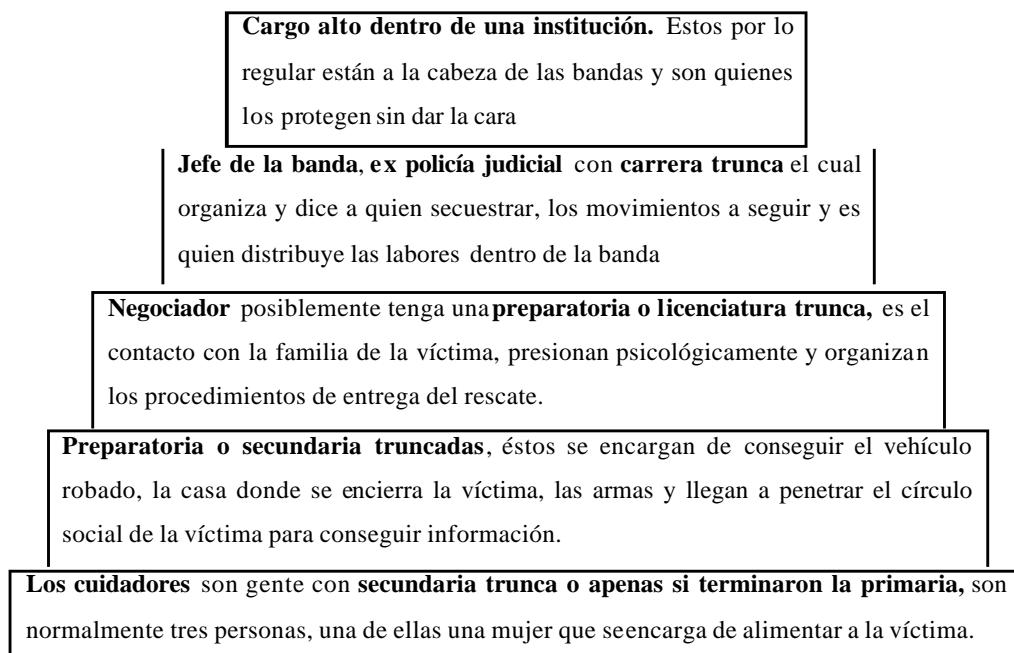 Cargo alto dentro de una institución. Estos por lo
regular están a la cabeza de las bandas y son quienes
los protegen sin dar la cara
Jefe de la banda, ex policía judicial con carrera trunca el cual
organiza y dice a quien secuestrar, los movimientos a seguir y es
quien distribuye las labores dentro de la banda
Negociador posiblemente tenga una preparatoria o licenciatura trunca, es el
contacto con la familia de la víctima, presionan psicológicamente y organizan
los procedimientos de entrega del rescate.
Preparatoria o secundaria truncadas, éstos se encargan de conseguir el vehículo
robado, la casa donde se encierra la víctima, las armas y llegan a penetrar el círculo
social de la víctima para conseguir información.
Los cuidadores son gente con secundaria trunca o apenas si terminaron la primaria, son
normalmente tres personas, una de ellas una mujer que seencarga de alimentar a la víctima.